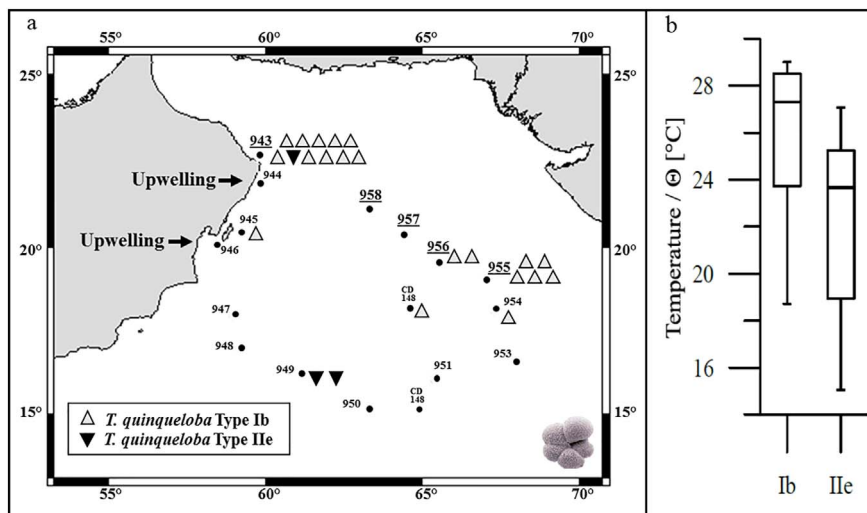 a
55° 60° 65° 70°
25° 25°
943
944
Upwelling
958
957
945
Upwelling
946
20° 20°
956
955
CD
148
954
947
948
953
949
951
950
CD
148
15° 15°
T. quinqueloba Type Ib
T. quinqueloba Type IIe
55° 60° 65° 70°
b
Temperature / Θ [°C]
28
24
20
16
Ib IIe